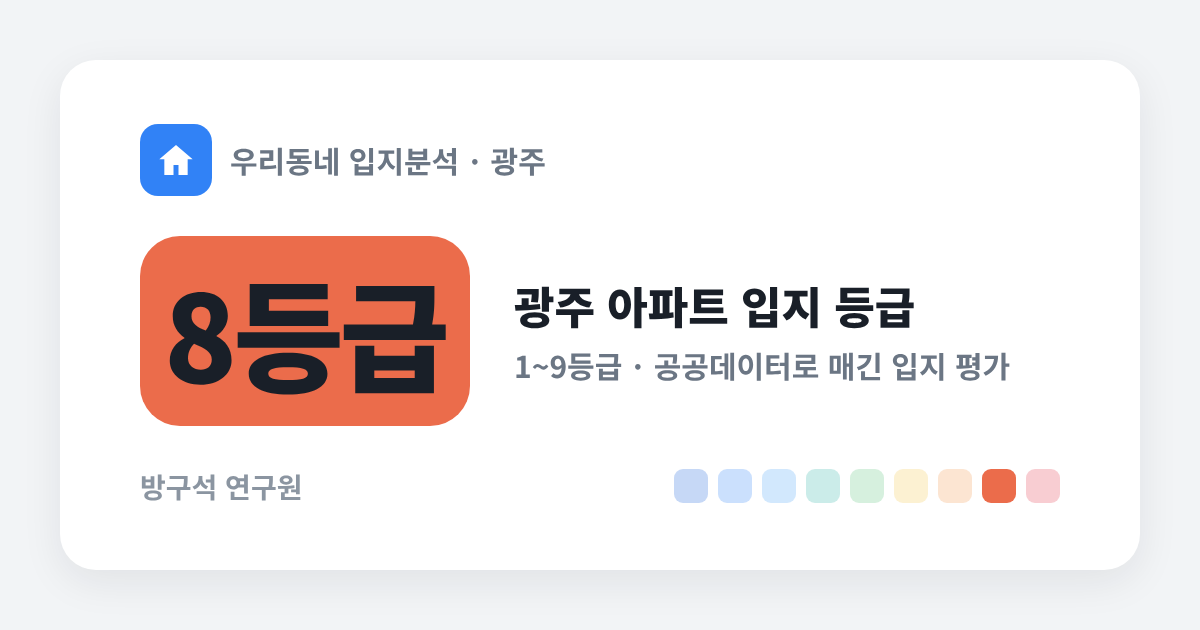 우리동네 입지분석 · 광주
8등급
광주 아파트 입지 등급
1~9등급 · 공공데이터로 매긴 입지 평가
방구석 연구원